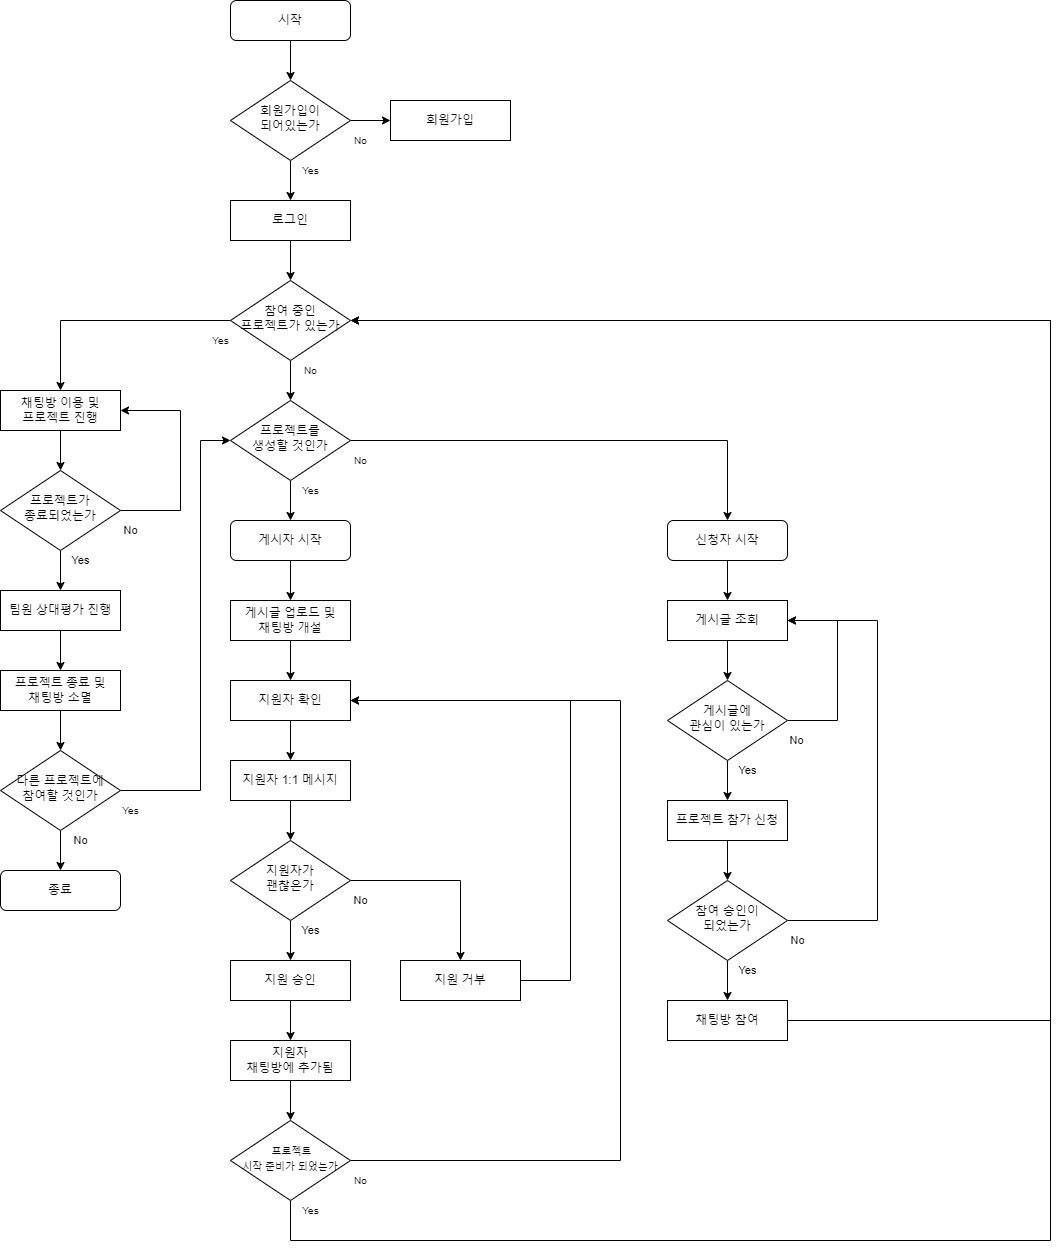 시작
회원가입이
되어있는가
No
회원가입
Yes
로그인
참여 중인
프로젝트가 있는가
Yes
No
채팅방 이용 및
프로젝트 진행
프로젝트가
종료되었는가
No
Yes
팀원 상대평가 진행
프로젝트 종료 및
채팅방 소멸
다른 프로젝트에
참여할 것인가
Yes
No
종료
프로젝트를
생성할 것인가
No
Yes
게시자 시작
게시글 업로드 및
채팅방 개설
지원자 확인
지원자 1:1 메시지
지원자가
괜찮은가
No
Yes
지원 승인
지원 거부
지원자
채팅방에 추가됨
프로젝트
시작 준비가 되었는가
No
Yes
신청자 시작
게시글 조회
게시글에
관심이 있는가
No
Yes
프로젝트 참가 신청
참여 승인이
되었는가
No
Yes
채팅방 참여